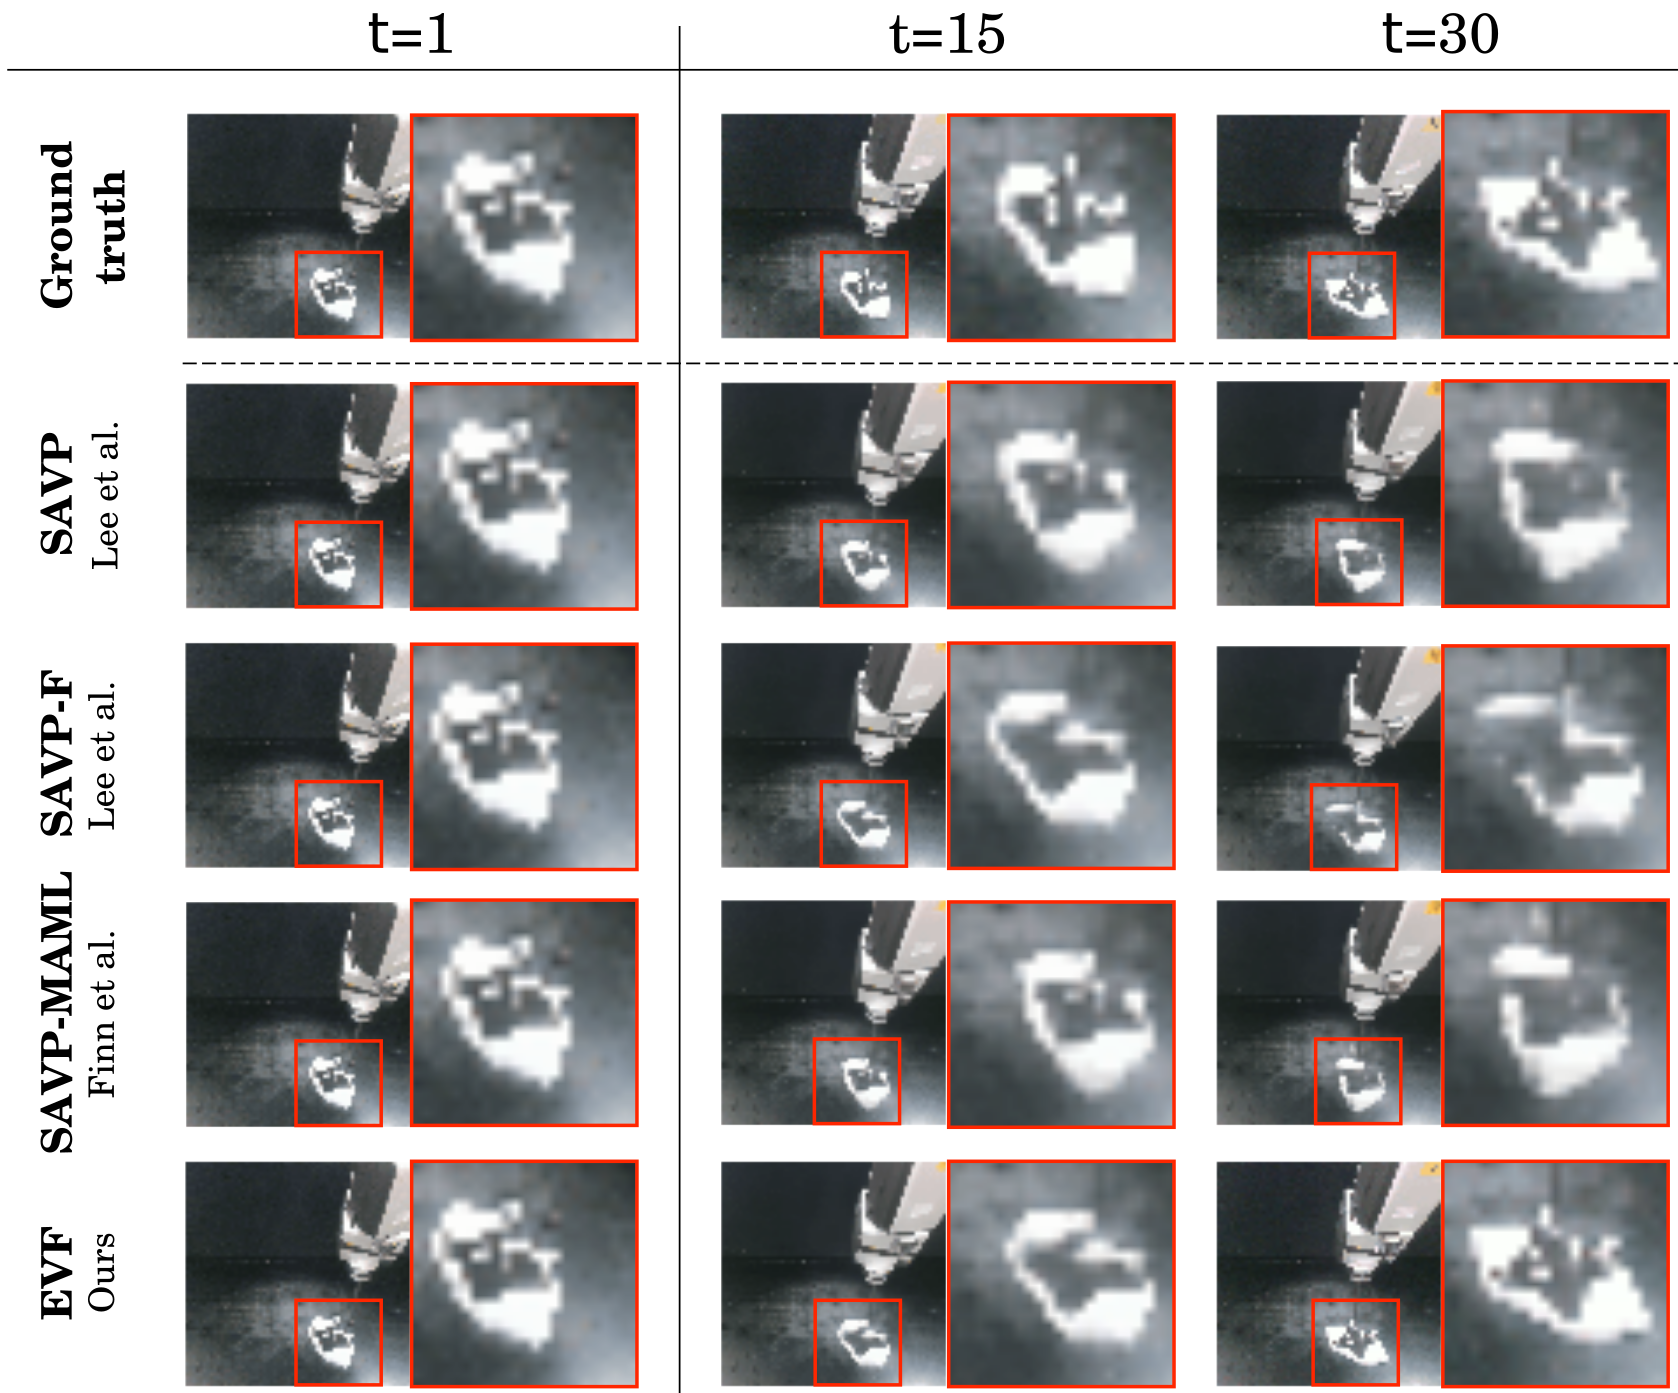 t=1 t=15 t=30
Ground
truth
SAVP
Lee et al.
SAVP-F
Lee et al.
SAVP-MAML
Finn et al.
EVF
Ours